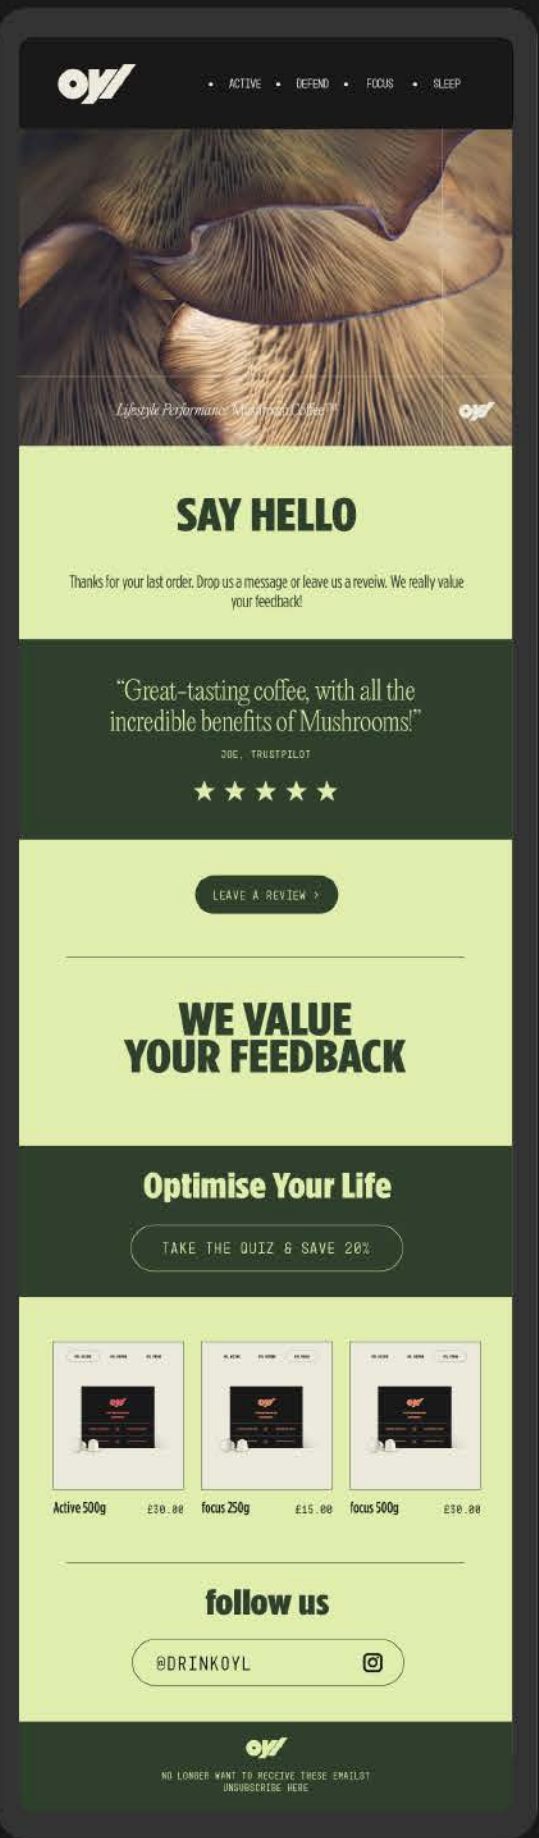 oyl
• ACTIVE • DEFEND • FOCUS • SLEEP
Lifestyle Performance Mushroom Coffee™
oyl
SAY HELLO
Thanks for your last order. Drop us a message or leave us a reveiw. We really value
your feedback!
“Great-tasting coffee, with all the
incredible benefits of Mushrooms!”
JOE, TRUSTPILOT
LEAVE A REVIEW >
WE VALUE
YOUR FEEDBACK
Optimise Your Life
TAKE THE QUIZ & SAVE 20%
oyl
oyl
oyl
Active 500g £30.00 focus 250g £15.00 focus 500g £30.00
follow us
@DRINKOYL
oyl
NO LONGER WANT TO RECEIVE THESE EMAILS?
UNSUBSCRIBE HERE